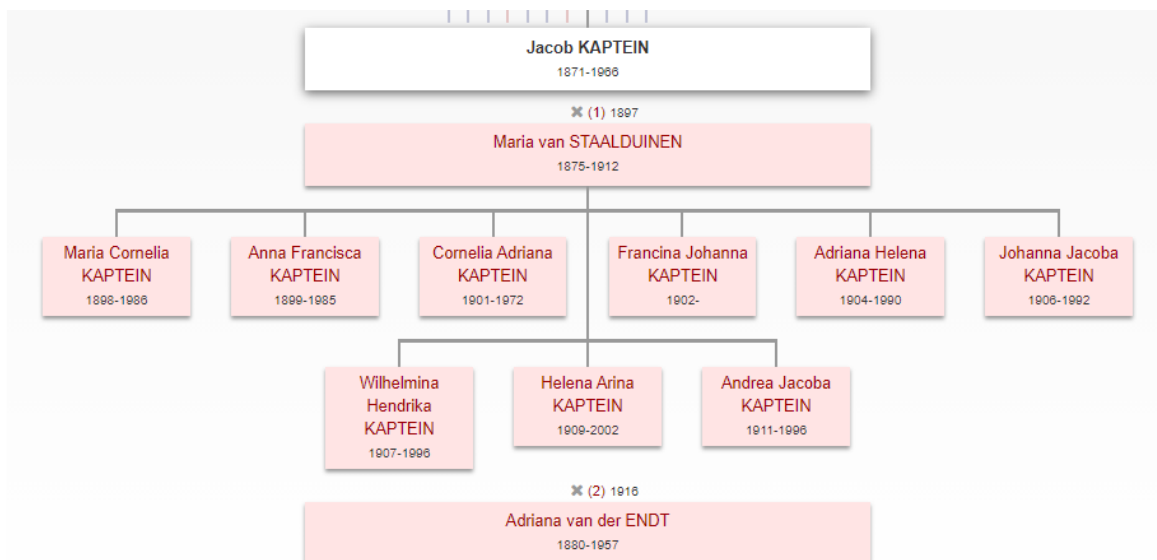 Jacob KAPTEIN
1871-1966
✖ (1) 1897
Maria van STAALDUINEN
1875-1912
Maria Cornelia
KAPTEIN
1898-1986
Anna Francisca
KAPTEIN
1899-1985
Cornelia Adriana
KAPTEIN
1901-1972
Francina Johanna
KAPTEIN
1902-
Adriana Helena
KAPTEIN
1904-1990
Johanna Jacoba
KAPTEIN
1906-1992
Wilhelmina
Hendrika
KAPTEIN
1907-1996
Helena Arina
KAPTEIN
1909-2002
Andrea Jacoba
KAPTEIN
1911-1996
✖ (2) 1916
Adriana van der ENDT
1880-1957